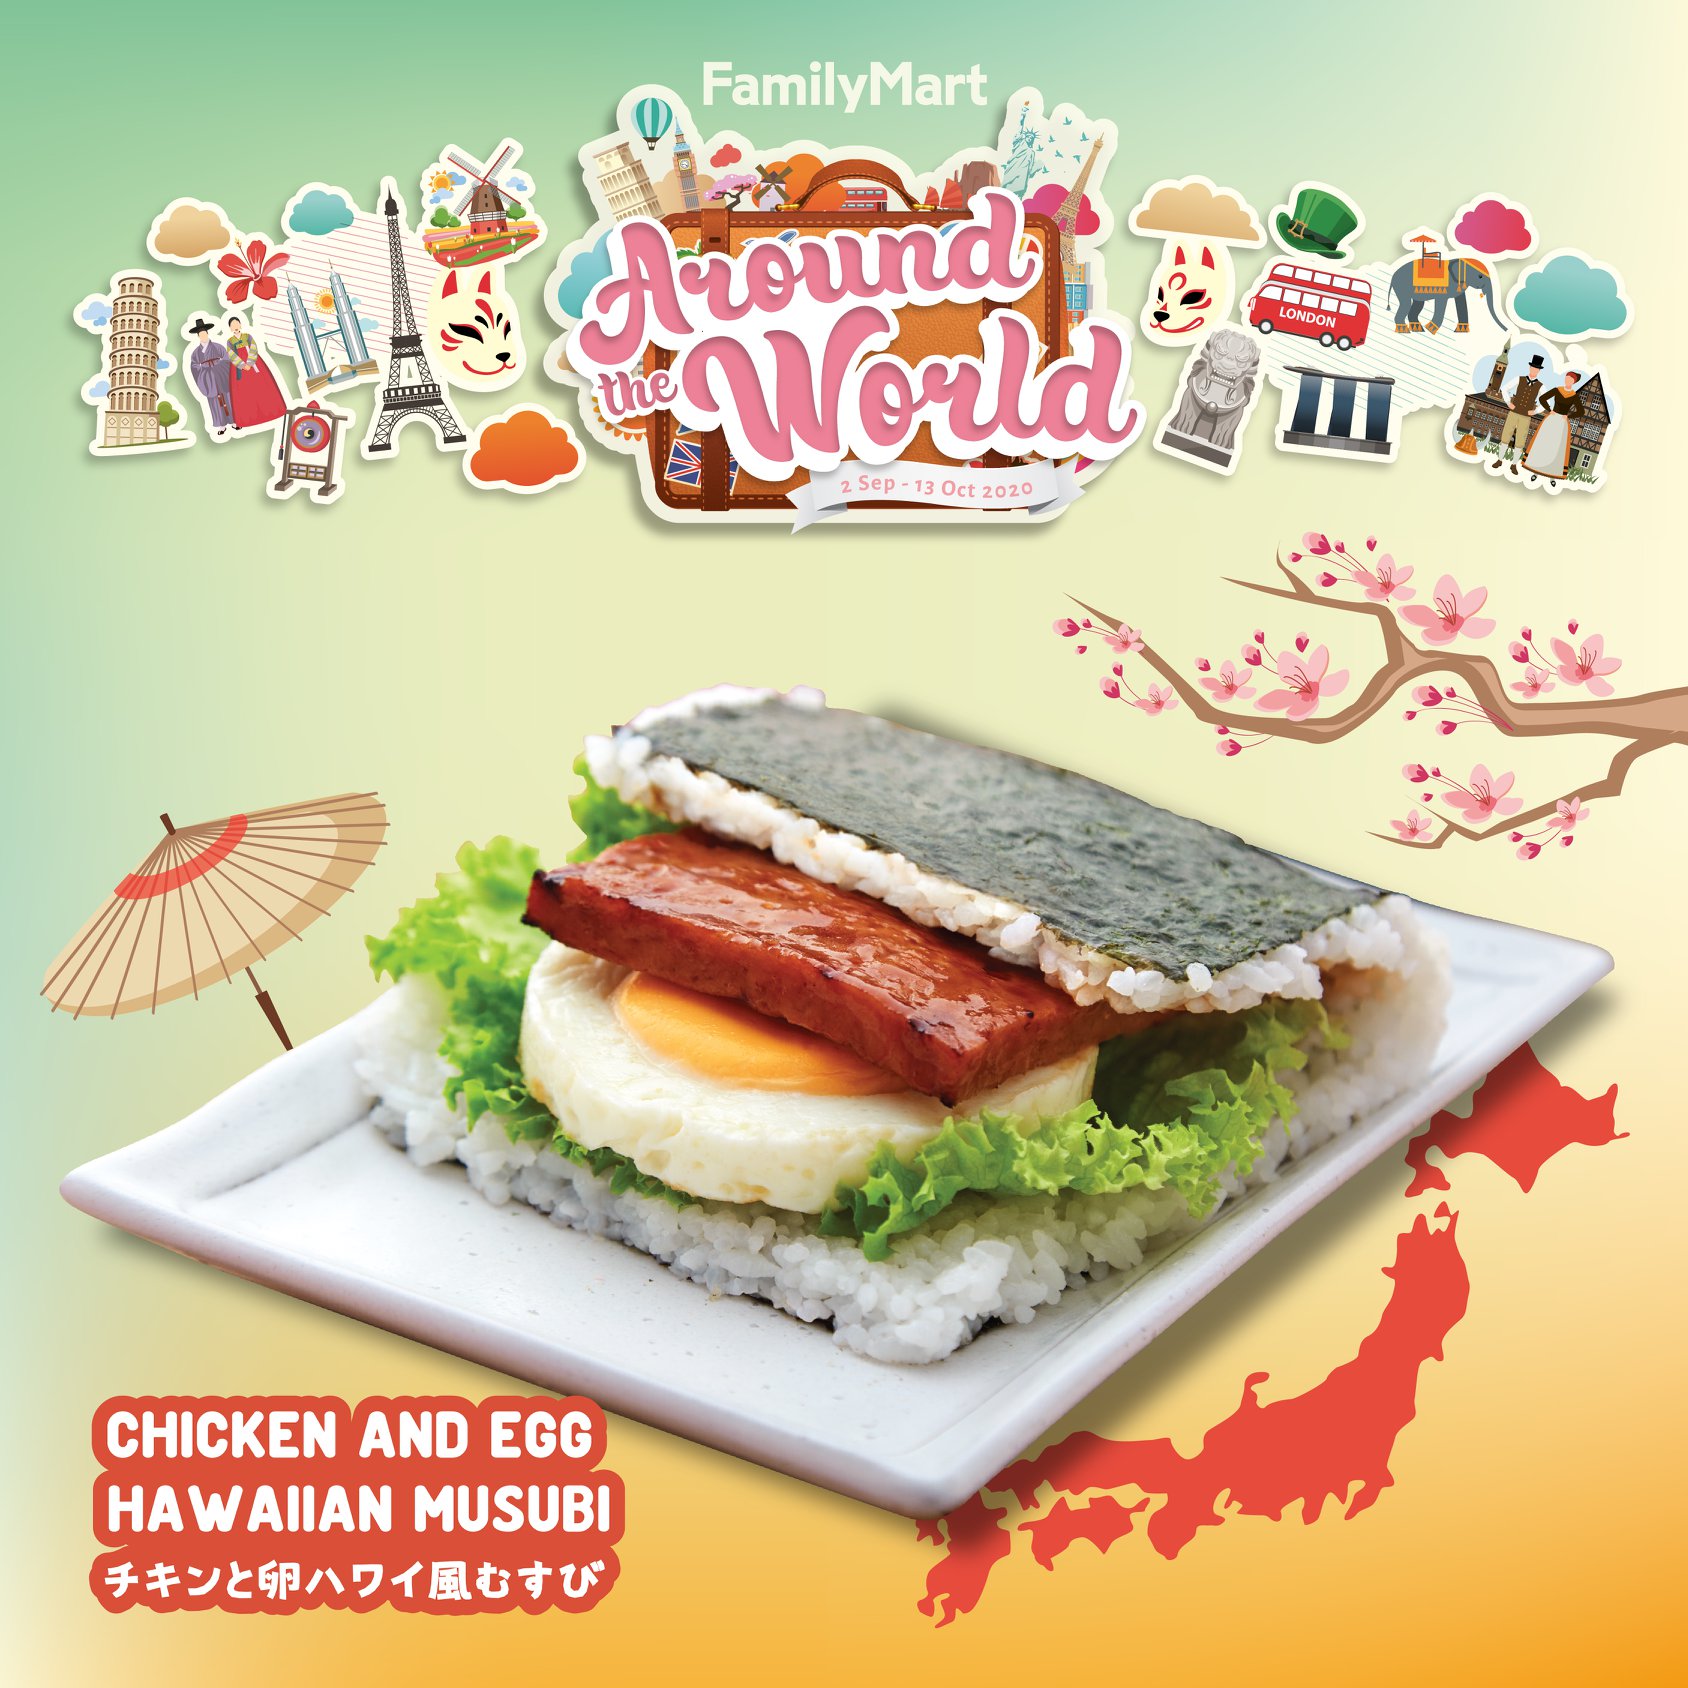 FamilyMart
Around
the World
2 Sep - 13 Oct 2020
LONDON
CHICKEN AND EGG
HAWAIIAN MUSUBI
チキンと卵ハワイ風むすび